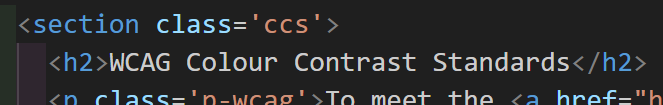 <section class='ccs'>
<h2>WCAG Colour Contrast Standards</h2>
<p class='p-wcag'>To meet the <a href="h